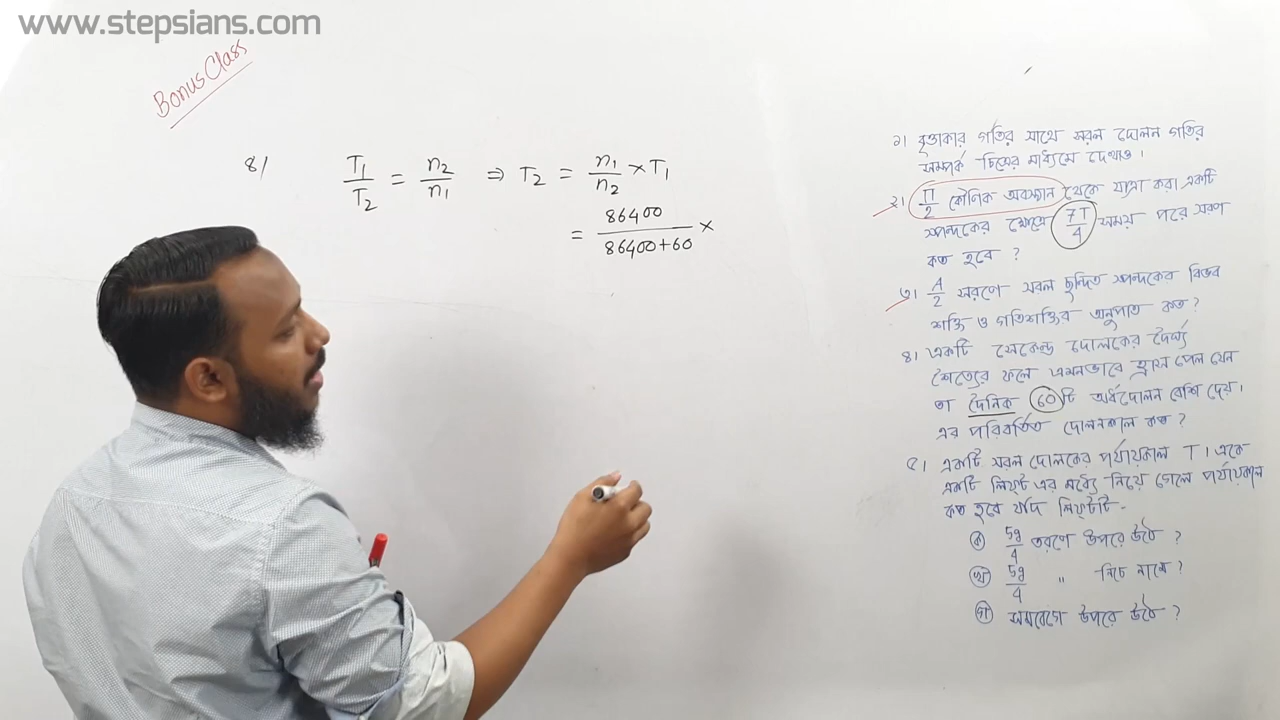 www.stepsians.com
Bonus Class
৪/ T₁/T₂ = n₂/n₁ ⇒ T₂ = n₁/n₂ × T₁
= 86400/86400+60 ×
১। বৃত্তাকার গতির সাথে সরল দোলন গতির
সম্পর্ক চিত্রের মাধ্যমে দেখাও।
২। π/2 কৌণিক অবস্থান থেকে যাত্রা করা একটি
স্পন্দকের ক্ষেত্রে 7T/4 সময় পরে সরণ
কত হবে ?
৩। A/2 সরণে সরল ছন্দিত স্পন্দকের বিভব
শক্তি ও গতিশক্তির অনুপাত কত?
৪। একটি সেকেন্ড দোলকের দৈর্ঘ্য
শৈত্যের ফলে এমনভাবে হ্রাস পেল যেন
তা দৈনিক 60টি অর্ধদোলন বেশি দেয়।
এর পরিবর্তিত দোলনকাল কত ?
৫। একটি সরল দোলকের পর্যায়কাল T। একে
একটি লিফ্ট এর মধ্যে নিয়ে গেলে পর্যায়কাল
কত হবে যদি লিফ্টটি -
ক 5g/4 ত্বরণে উপরে উঠে ?
খ 5g/4 " নিচে নামে ?
গ সমবেগে উপরে উঠে ?